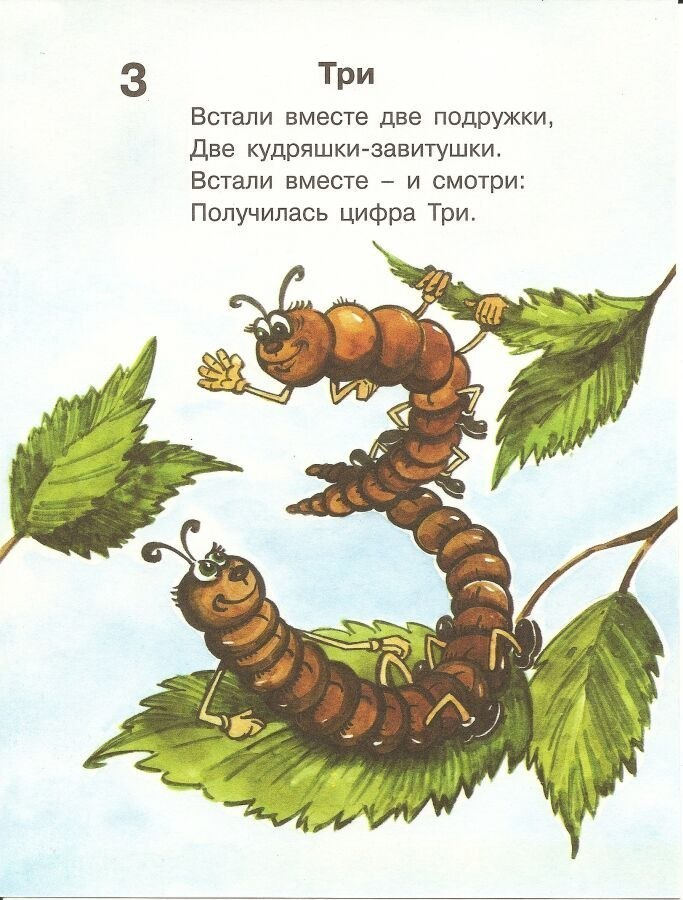 3 Три
Встали вместе две подружки,
Две кудряшки-завитушки.
Встали вместе – и смотри:
Получилась цифра Три.